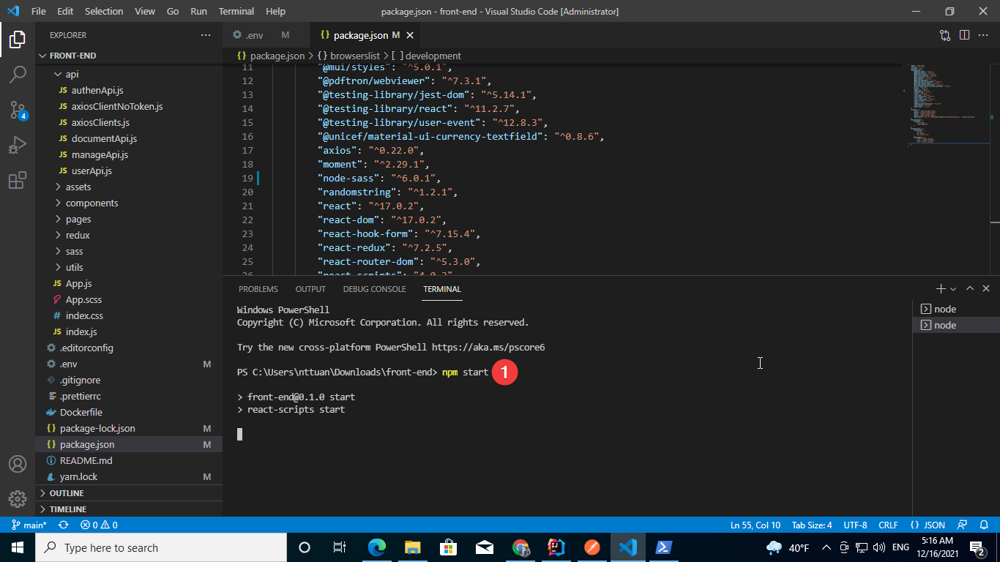 File Edit Selection View Go Run Terminal Help
package.json - front-end - Visual Studio Code [Administrator]
EXPLORER
FRONT-END
api
JS authenApi.js
JS axiosClientNoToken.js
JS axiosClients.js
JS documentApi.js
JS manageApi.js
JS userApi.js
assets
components
pages
redux
sass
utils
JS App.js
App.scss
# index.css
JS index.js
.editorconfig
.env M
.gitignore
.prettierrc
Dockerfile
{} package-lock.json M
{} package.json M
README.md
yarn.lock M
OUTLINE
TIMELINE
4
.env M
{} package.json M
{} package.json > {} browserslist > [ ] development
11 "@mui/styles": "^5.0.1",
12 "@pdftron/webviewer": "^7.3.1",
13 "@testing-library/jest-dom": "^5.14.1",
14 "@testing-library/react": "^11.2.7",
15 "@testing-library/user-event": "^12.8.3",
16 "@unicef/material-ui-currency-textfield": "^0.8.6",
17 "axios": "^0.22.0",
18 "moment": "^2.29.1",
19 "node-sass": "^6.0.1",
20 "randomstring": "^1.2.1",
21 "react": "^17.0.2",
22 "react-dom": "^17.0.2",
23 "react-hook-form": "^7.15.4",
24 "react-redux": "^7.2.5",
25 "react-router-dom": "^5.3.0",
26 "react-scripts": "4.0.3",
PROBLEMS OUTPUT DEBUG CONSOLE TERMINAL
Windows PowerShell
Copyright (C) Microsoft Corporation. All rights reserved.
Try the new cross-platform PowerShell https://aka.ms/pscore6
PS C:\Users\nttuan\Downloads\front-end> npm start
1
> front-end@0.1.0 start
> react-scripts start
node
node
main* 0 0
Ln 55, Col 10 Tab Size: 4 UTF-8 CRLF {} JSON
Type here to search
40°F
ENG
5:16 AM
12/16/2021
2